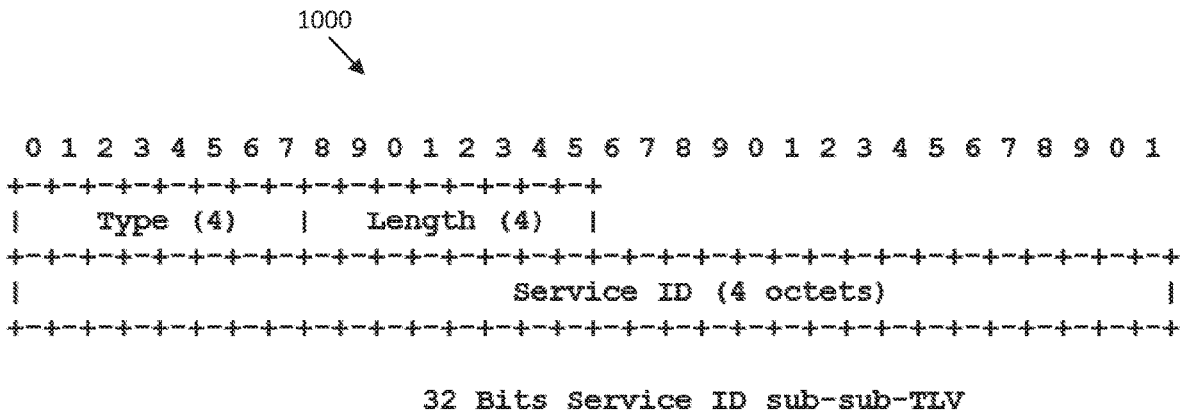 1000
0 1 2 3 4 5 6 7 8 9 0 1 2 3 4 5 6 7 8 9 0 1 2 3 4 5 6 7 8 9 0 1
+-+-+-+-+-+-+-+-+-+-+-+-+-+-+-+-+
| Type (4) | Length (4) |
+-+-+-+-+-+-+-+-+-+-+-+-+-+-+-+-+-+-+-+-+-+-+-+-+-+-+-+-+-+-+-+-+
| Service ID (4 octets) |
+-+-+-+-+-+-+-+-+-+-+-+-+-+-+-+-+-+-+-+-+-+-+-+-+-+-+-+-+-+-+-+-+
32 Bits Service ID sub-sub-TLV